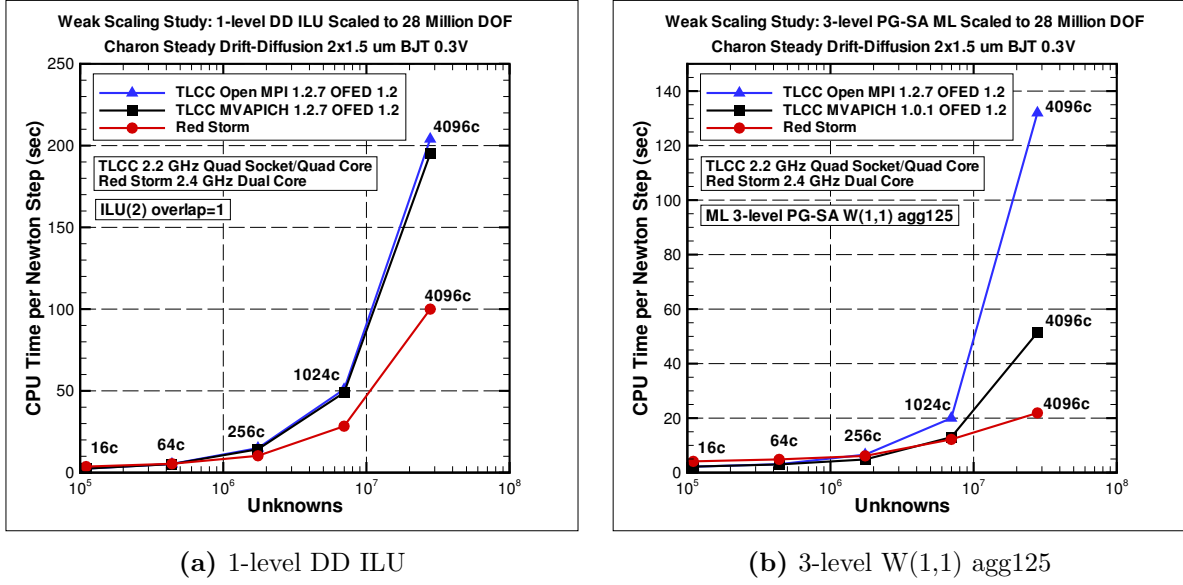 Weak Scaling Study: 1-level DD ILU Scaled to 28 Million DOF
Charon Steady Drift-Diffusion 2x1.5 um BJT 0.3V
250
200
150
100
50
0
CPU Time per Newton Step (sec)
TLCC Open MPI 1.2.7 OFED 1.2
TLCC MVAPICH 1.2.7 OFED 1.2
Red Storm
TLCC 2.2 GHz Quad Socket/Quad Core
Red Storm 2.4 GHz Dual Core
ILU(2) overlap=1
4096c
4096c
1024c
256c
64c
16c
10^5
10^6
10^7
10^8
Unknowns
(a) 1-level DD ILU
Weak Scaling Study: 3-level PG-SA ML Scaled to 28 Million DOF
Charon Steady Drift-Diffusion 2x1.5 um BJT 0.3V
140
120
100
80
60
40
20
0
CPU Time per Newton Step (sec)
TLCC Open MPI 1.2.7 OFED 1.2
TLCC MVAPICH 1.0.1 OFED 1.2
Red Storm
TLCC 2.2 GHz Quad Socket/Quad Core
Red Storm 2.4 GHz Dual Core
ML 3-level PG-SA W(1,1) agg125
4096c
4096c
4096c
1024c
256c
64c
16c
10^5
10^6
10^7
10^8
Unknowns
(b) 3-level W(1,1) agg125